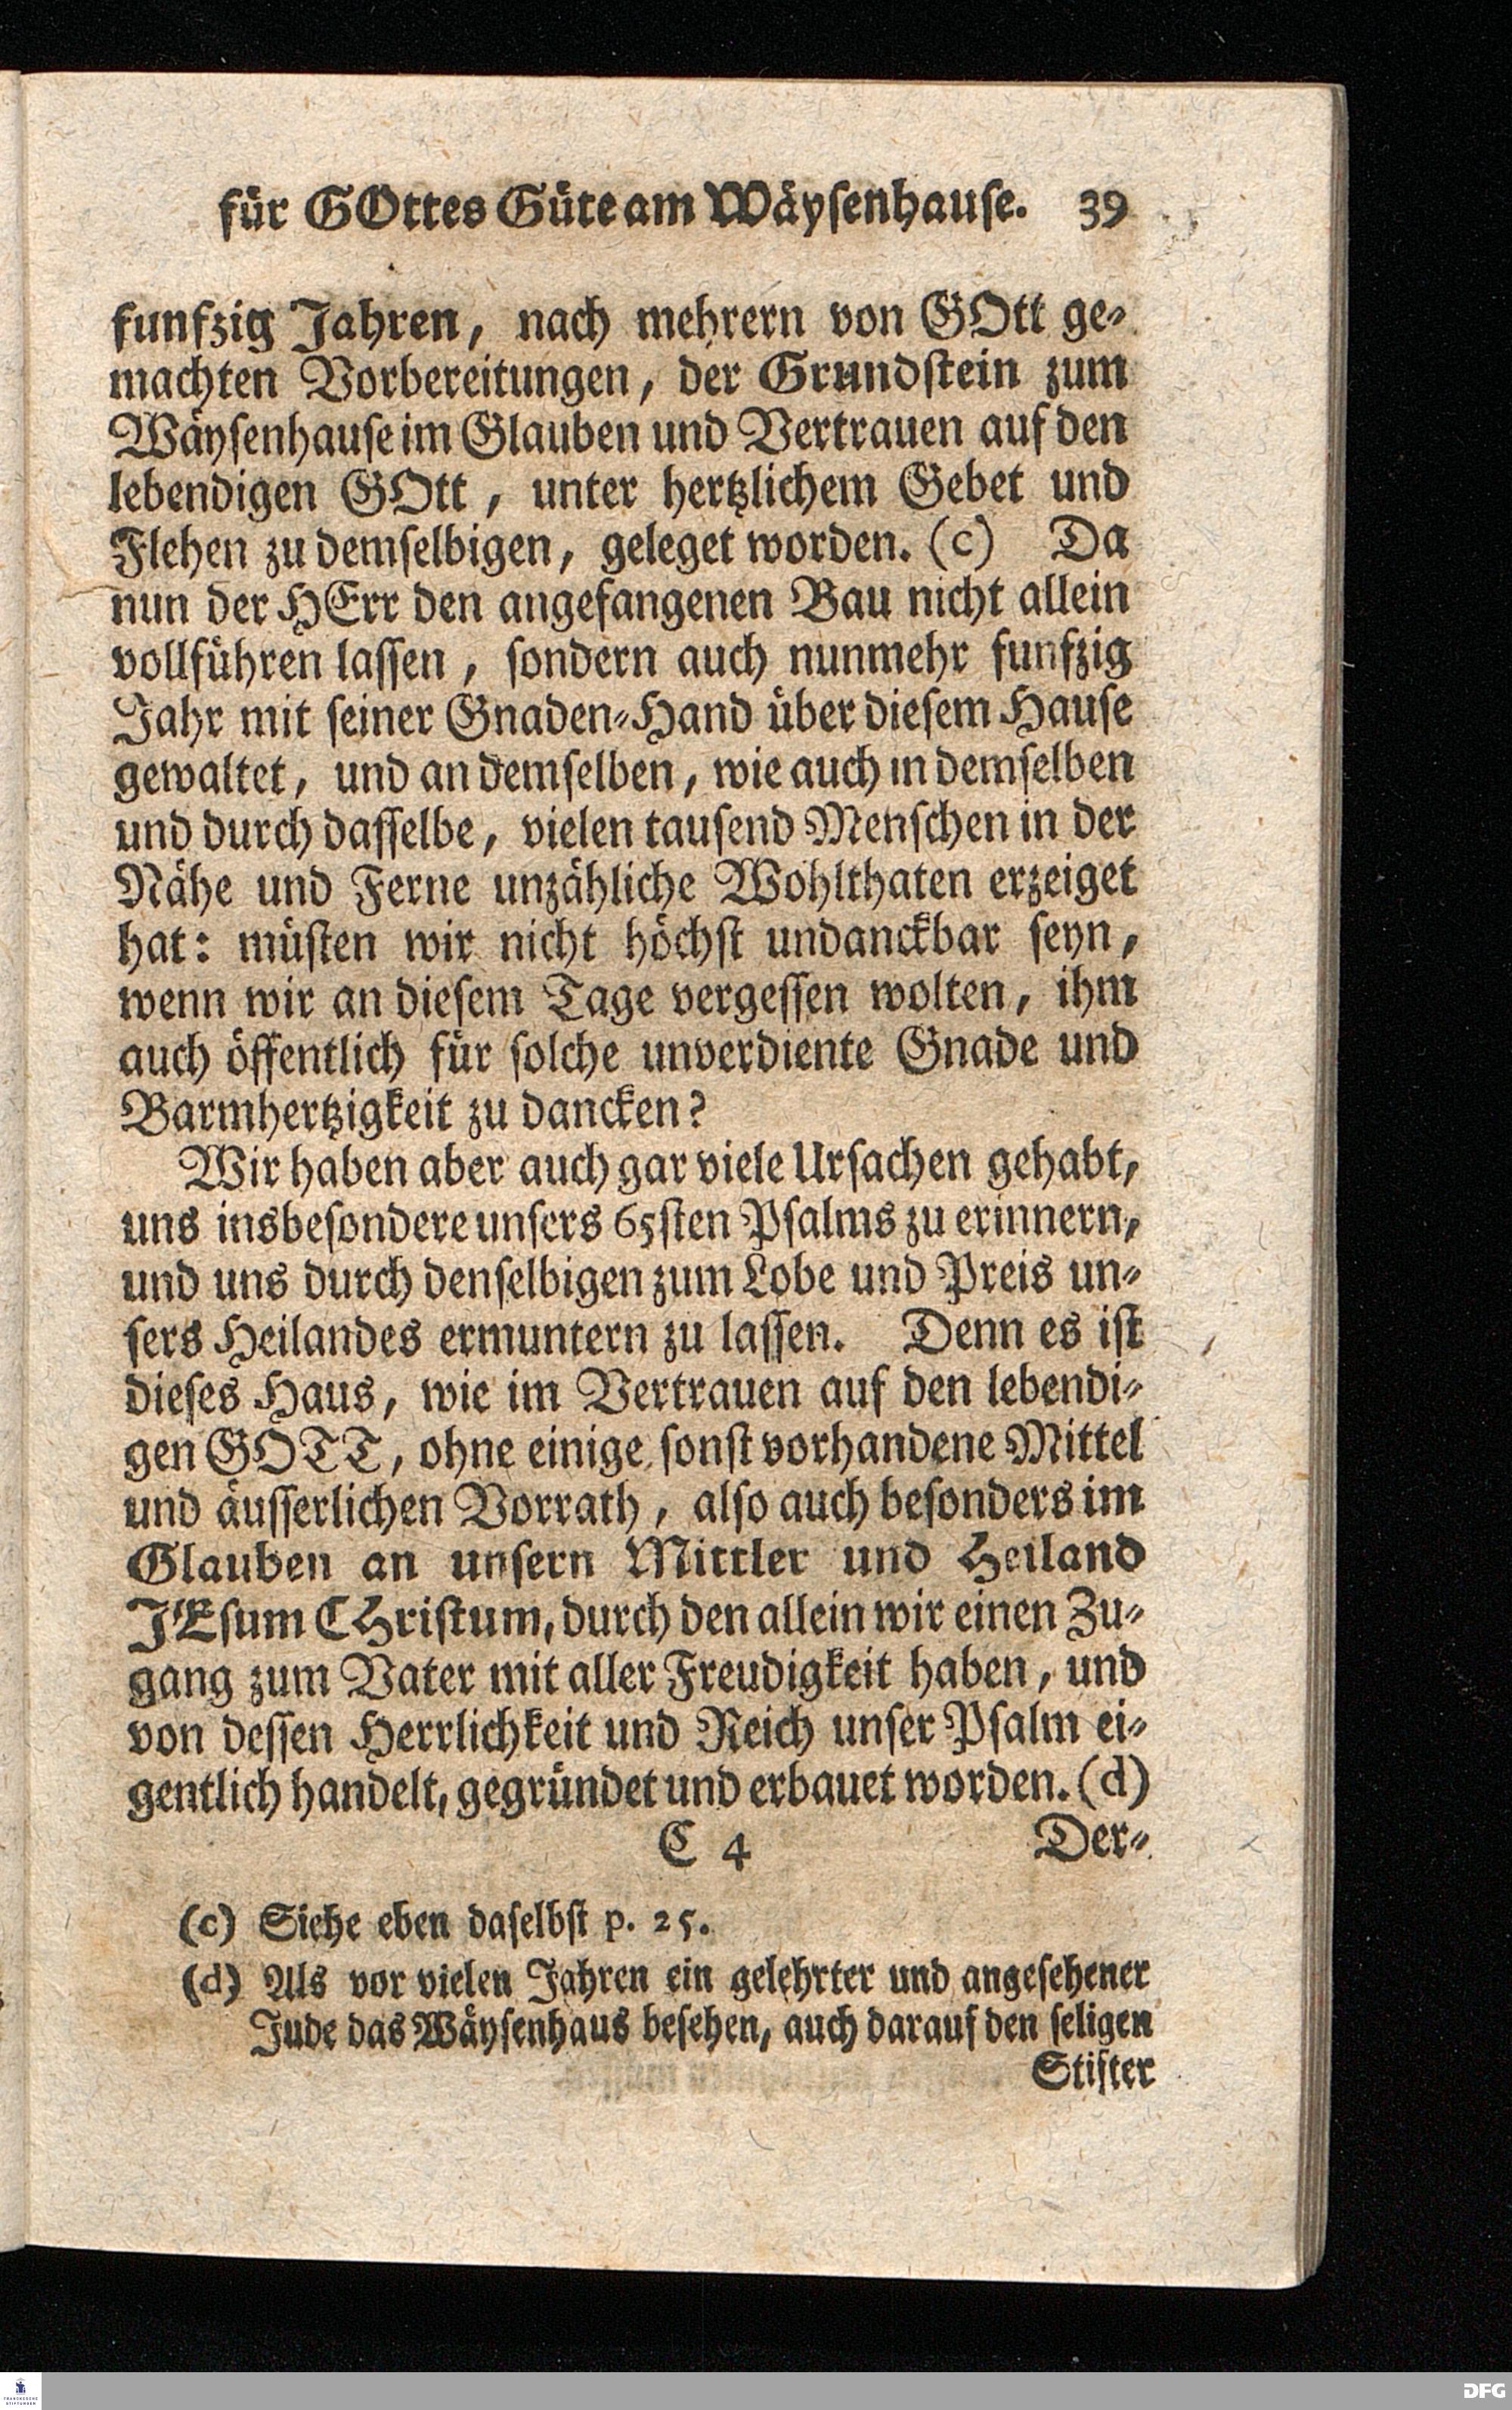 für GOttes Güte am Wäysenhause. 39
funfzig Jahren, nach mehrern von GOtt ge-
machten Vorbereitungen, der Grundstein zum
Wäysenhause im Glauben und Vertrauen auf den
lebendigen GOtt, unter hertzlichem Gebet und
Flehen zu demselbigen, geleget worden. (c) Da
nun der HErr den angefangenen Bau nicht allein
vollführen lassen, sondern auch nunmehr funfzig
Jahr mit seiner Gnaden-Hand über diesem Hause
gewaltet, und an demselben, wie auch in demselben
und durch dasselbe, vielen tausend Menschen in der
Nähe und Ferne unzähliche Wohlthaten erzeiget
hat: müsten wir nicht höchst undanckbar seyn,
wenn wir an diesem Tage vergessen wolten, ihm
auch öffentlich für solche unverdiente Gnade und
Barmhertzigkeit zu dancken?
Wir haben aber auch gar viele Ursachen gehabt,
uns insbesondere unsers 65sten Psalms zu erinnern,
und uns durch denselbigen zum Lobe und Preis un-
sers Heilandes ermuntern zu lassen. Denn es ist
dieses Haus, wie im Vertrauen auf den lebendi-
gen GOTT, ohne einige sonst vorhandene Mittel
und äusserlichen Vorrath, also auch besonders im
Glauben an unsern Mittler und Heiland
JEsum CHristum, durch den allein wir einen Zu-
gang zum Vater mit aller Freudigkeit haben, und
von dessen Herrlichkeit und Reich unser Psalm ei-
gentlich handelt, gegründet und erbauet worden. (d)
C 4 Der-
(c) Siehe eben daselbst p. 25.
(d) Als vor vielen Jahren ein gelehrter und angesehener
Jude das Wäysenhaus besehen, auch darauf den seligen
Stifter
FRANCKESCHE
STIFTUNGEN
DFG